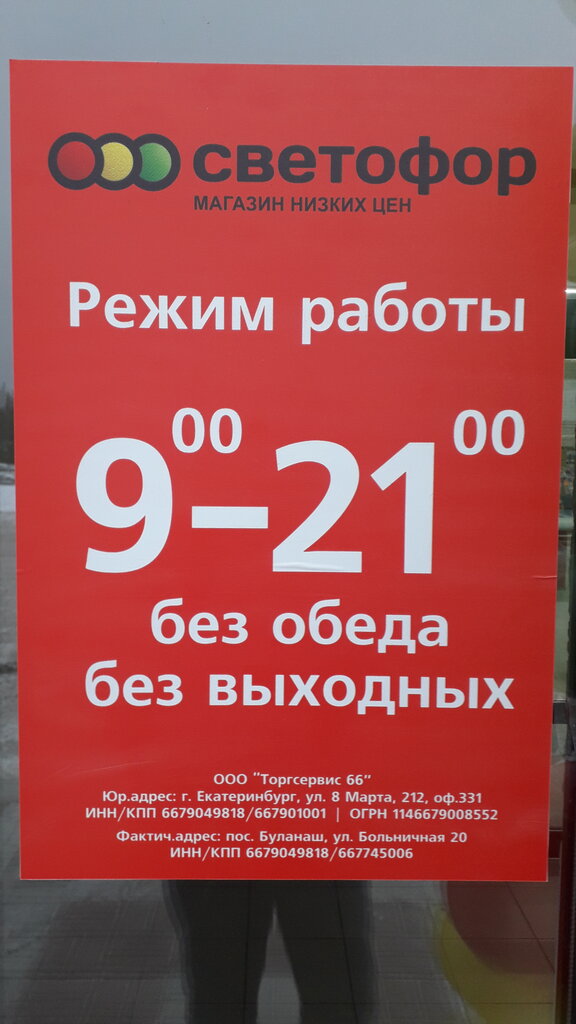 светофор
МАГАЗИН НИЗКИХ ЦЕН
Режим работы
9⁰⁰–21⁰⁰
без обеда
без выходных
ООО "Торгсервис 66"
Юр.адрес: г. Екатеринбург, ул. 8 Марта, 212, оф.331
ИНН/КПП 6679049818/667901001 | ОГРН 1146679008552
Фактич.адрес: пос. Буланаш, ул. Больничная 20
ИНН/КПП 6679049818/667745006